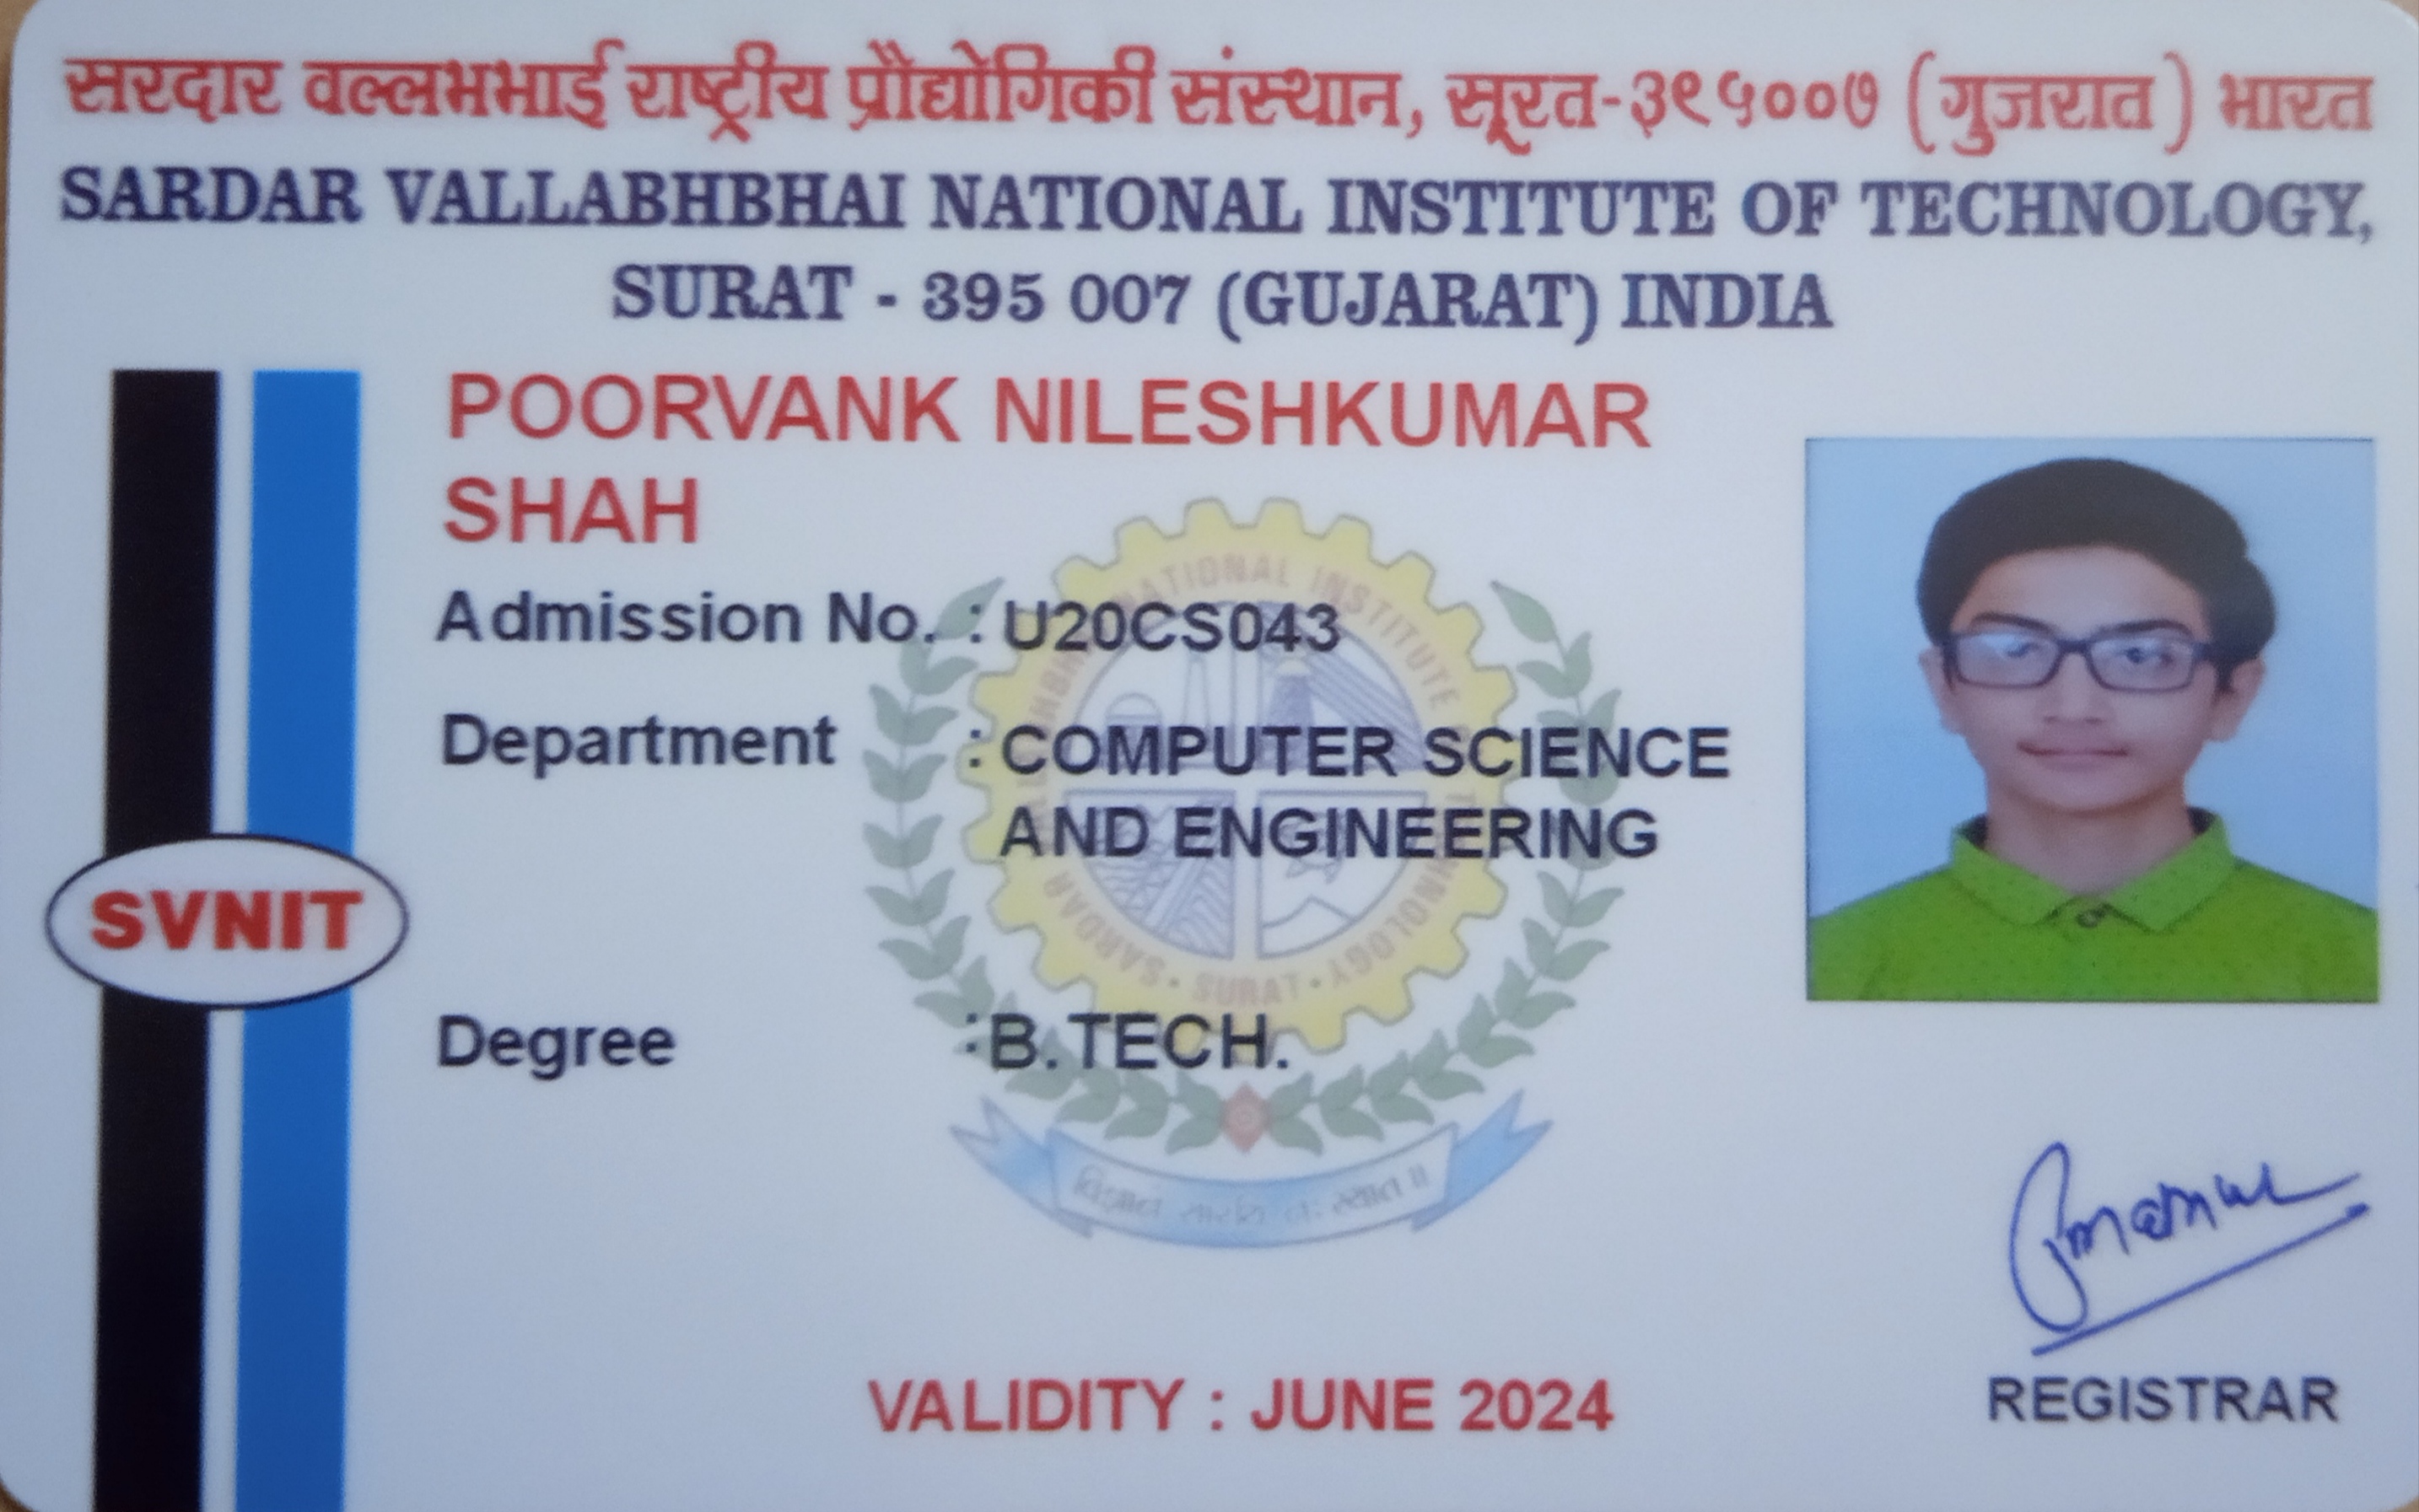 सरदार वल्लभभाई राष्ट्रीय प्रौद्योगिकी संस्थान, सूरत-३९५००७ (गुजरात) भारत
SARDAR VALLABHBHAI NATIONAL INSTITUTE OF TECHNOLOGY,
SURAT - 395 007 (GUJARAT) INDIA
POORVANK NILESHKUMAR
SHAH
Admission No. : U20CS043
Department : COMPUTER SCIENCE
AND ENGINEERING
SVNIT
Degree : B.TECH.
SARDAR NATIONAL INSTITUTE TECHNOLOGY • SURAT •
VALIDITY : JUNE 2024
REGISTRAR